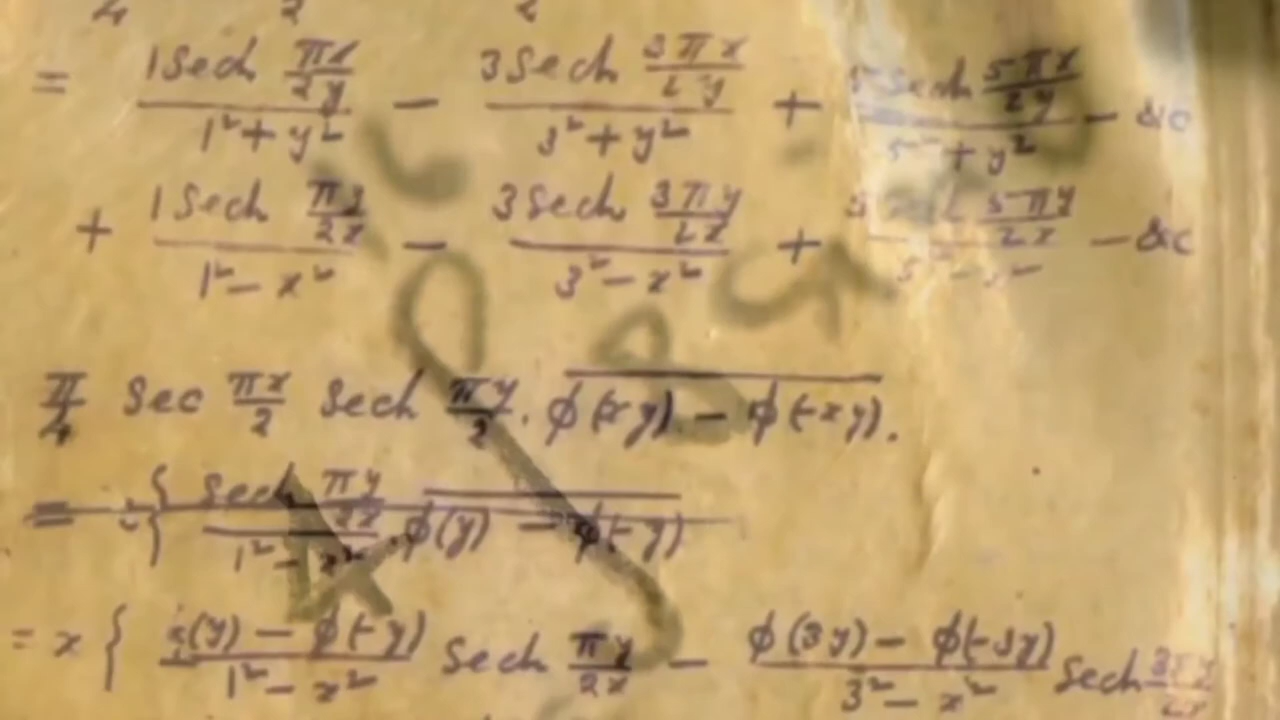 = 1 Sech πx/2y / 1²+y² − 3 Sech 3πx/2y / 3²+y² + 5 Sech 5πx/2y / 5²+y² − &c
+ 1 Sech πy/2x / 1²−x² − 3 Sech 3πy/2x / 3²−x² + 5πy/2x − &c
π/4 Sec πx/2 Sech πy/2 . φ(xy) − φ(-xy).
= Sech πy/2x / 1²−x² . φ(y) − φ(-y)
= x { (y) − φ(-y) / 1²−x² Sech πy/2x − φ(3y) − φ(-3y) / 3²−x² Sech